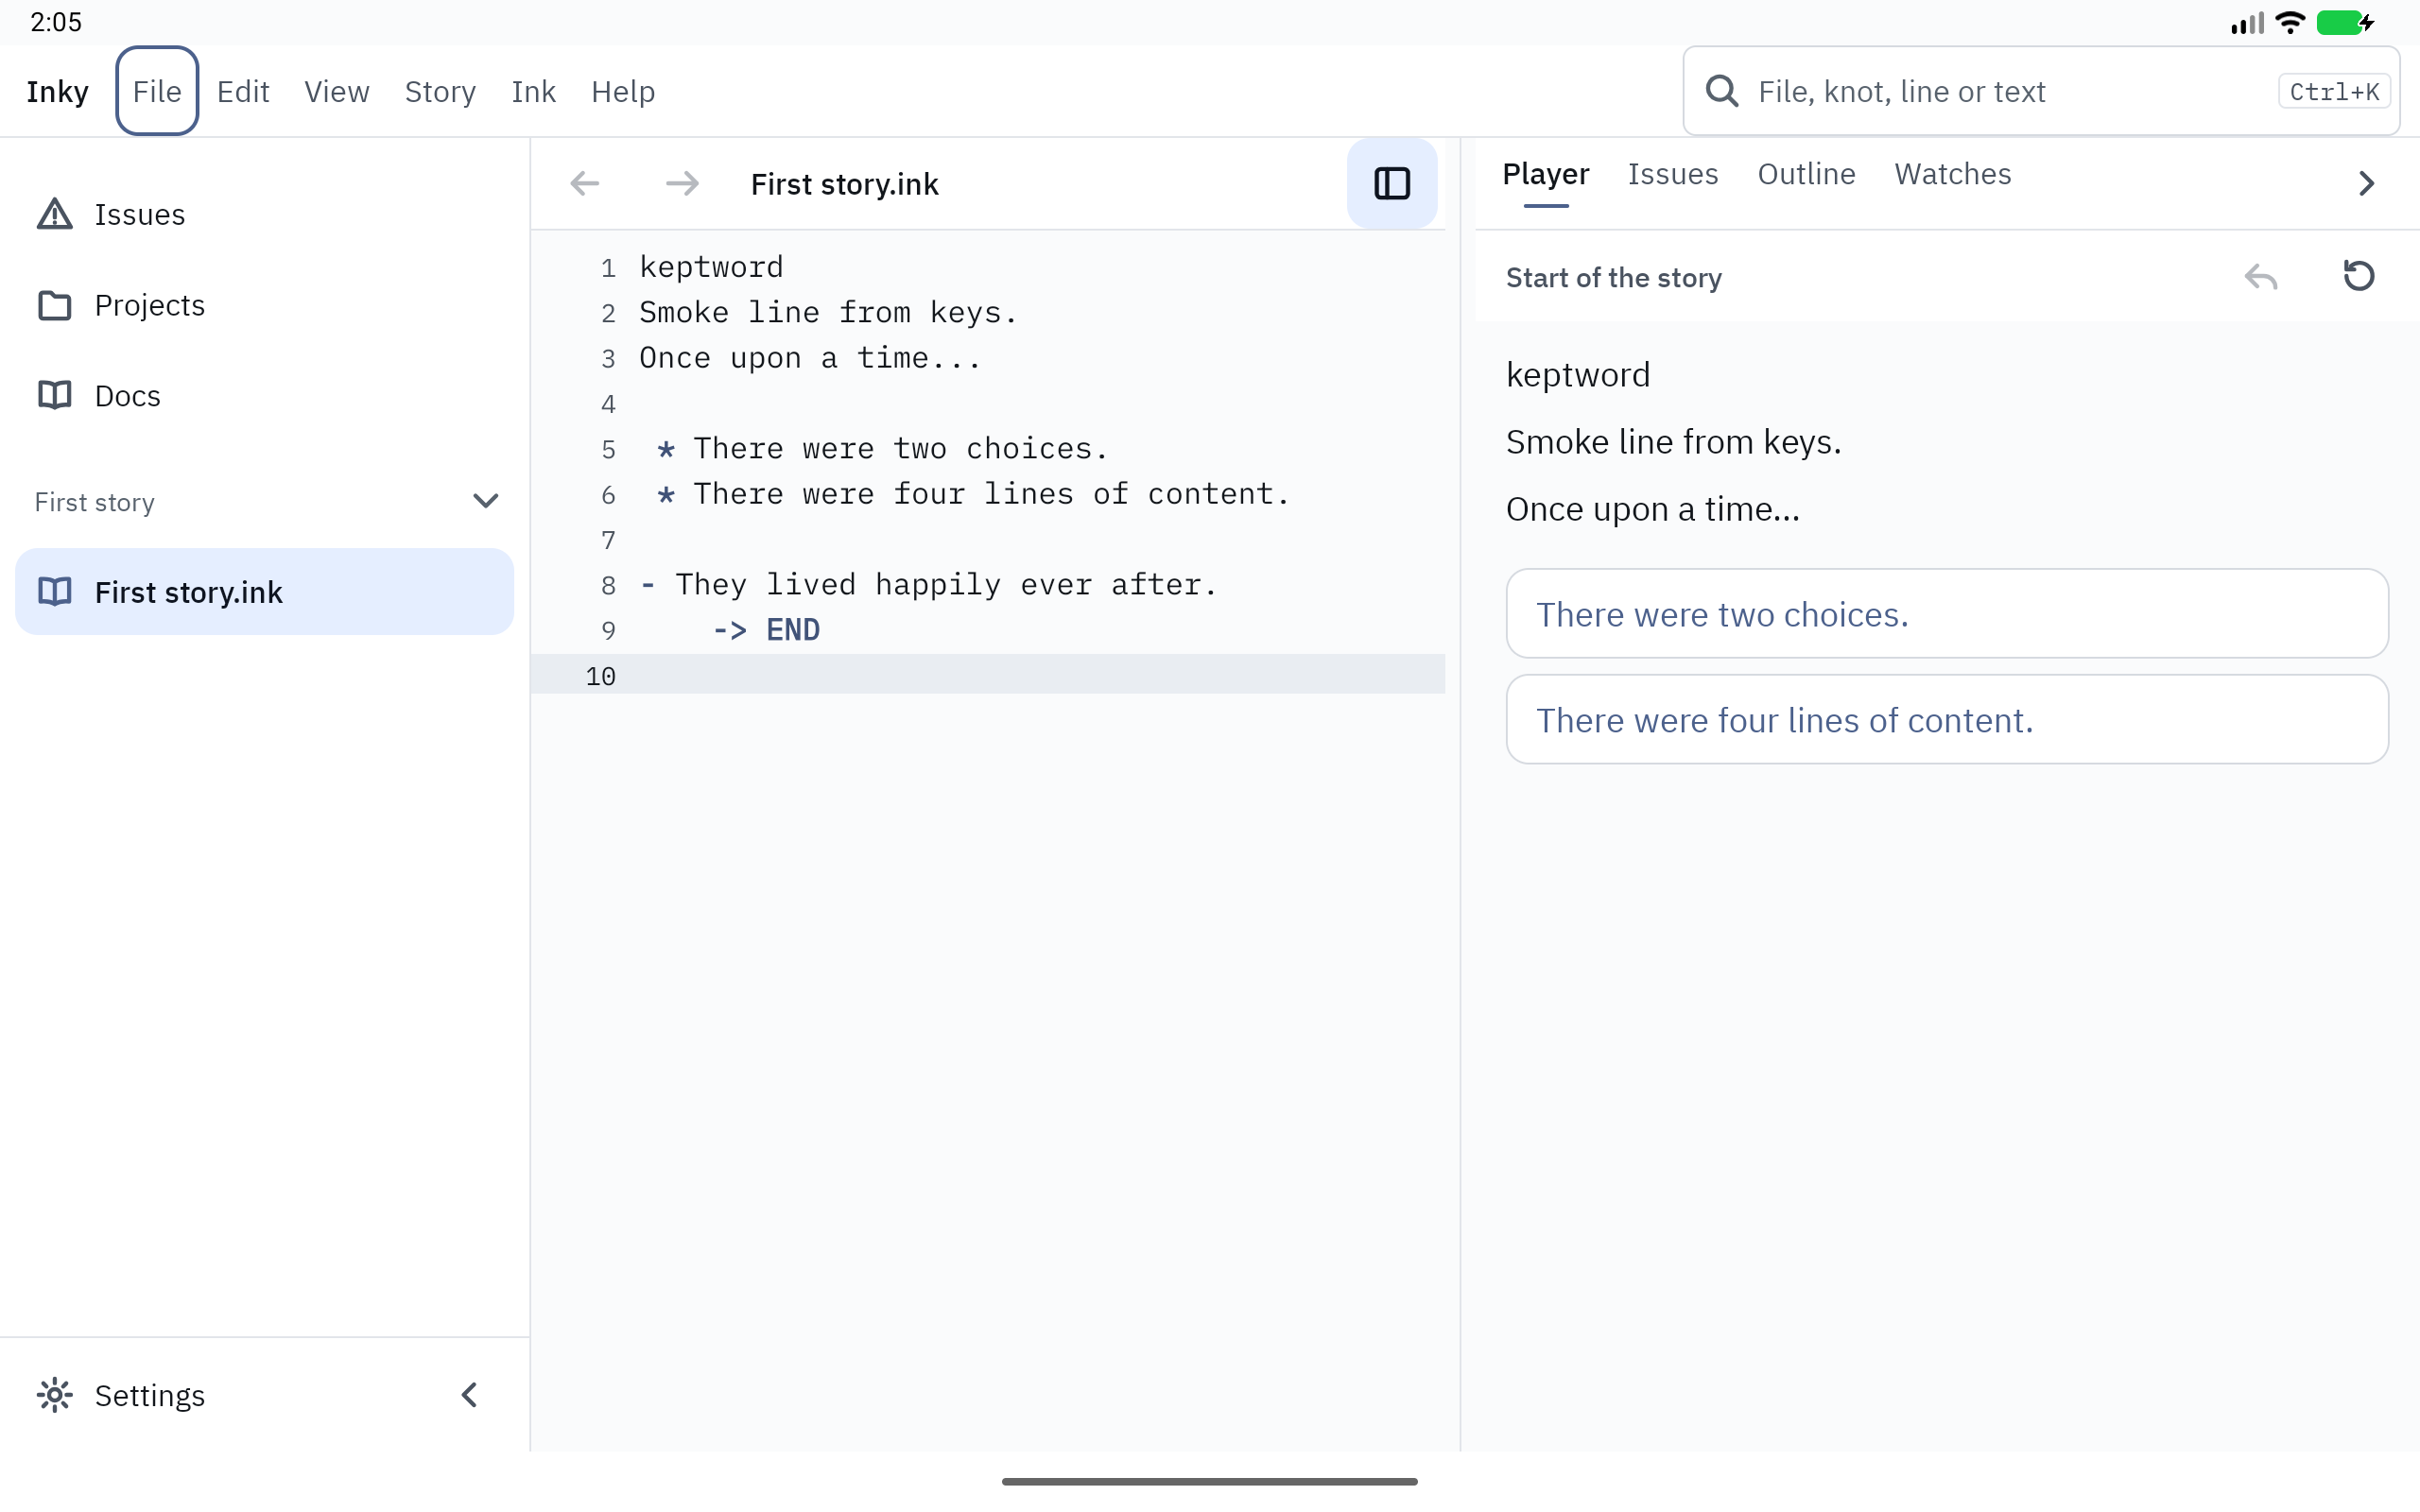 2:05
Inky File Edit View Story Ink Help File, knot, line or text Ctrl+K
Issues
Projects
Docs
First story
First story.ink
Settings
First story.ink
1 keptword
2 Smoke line from keys.
3 Once upon a time...
4
5 * There were two choices.
6 * There were four lines of content.
7
8 - They lived happily ever after.
9 -> END
10
Player Issues Outline Watches
Start of the story
keptword
Smoke line from keys.
Once upon a time...
There were two choices.
There were four lines of content.